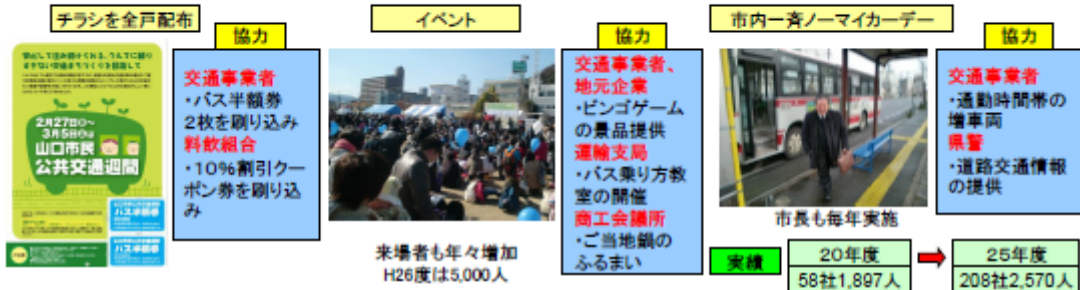 チラシを全戸配布
2月27日
3月5日
山口市民
公共交通週間
バス半額券
バス半額券
協力
交通事業者
・バス半額券
2枚を刷り込み
料飲組合
・10%割引クー
ポン券を刷り込
み
イベント
来場者も年々増加
H26度は5,000人
協力
交通事業者、
地元企業
・ビンゴゲーム
の景品提供
運輸支局
・バス乗り方教
室の開催
商工会議所
・ご当地鍋の
ふるまい
市内一斉ノーマイカーデー
市長も毎年実施
協力
交通事業者
・通勤時間帯の
増車両
県警
・道路交通情報
の提供
実績
20年度
58社1,897人
25年度
208社2,570人